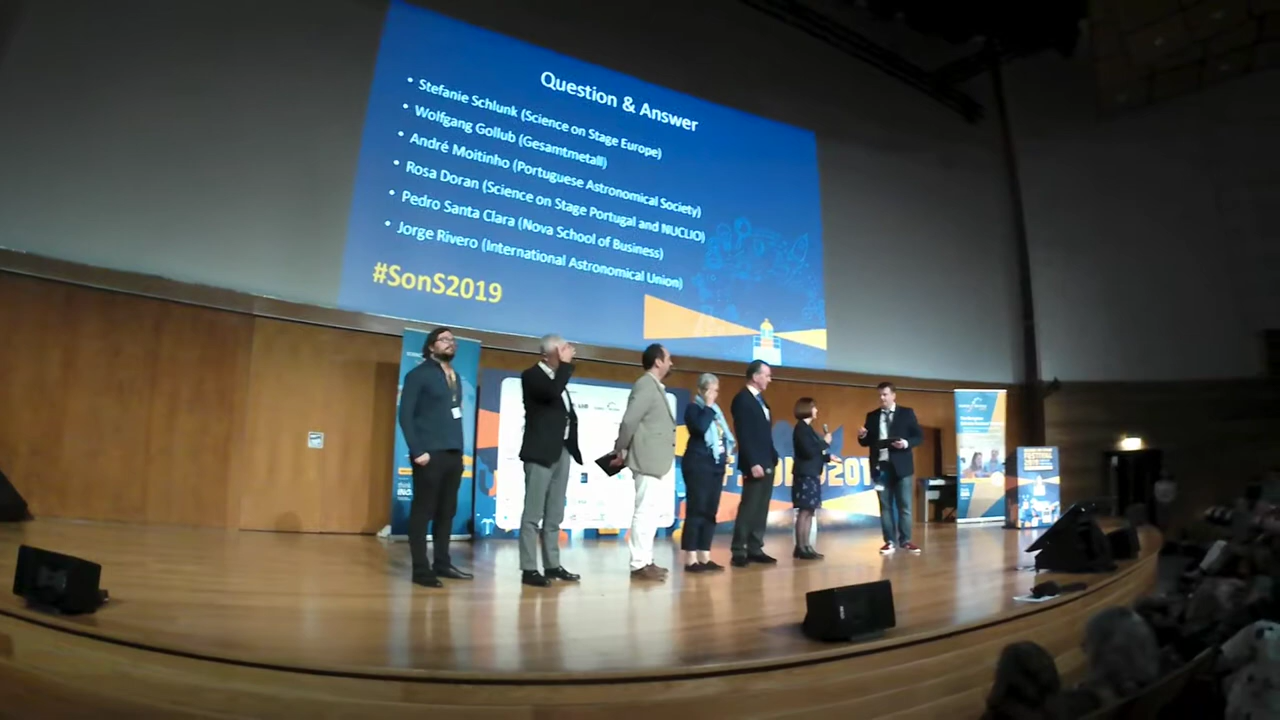 Question & Answer
• Stefanie Schlunk (Science on Stage Europe)
• Wolfgang Gollub (Gesamtmetall)
• André Moitinho (Portuguese Astronomical Society)
• Rosa Doran (Science on Stage Portugal and NUCLIO)
• Pedro Santa Clara (Nova School of Business)
• Jorge Rivero (International Astronomical Union)
#SonS2019